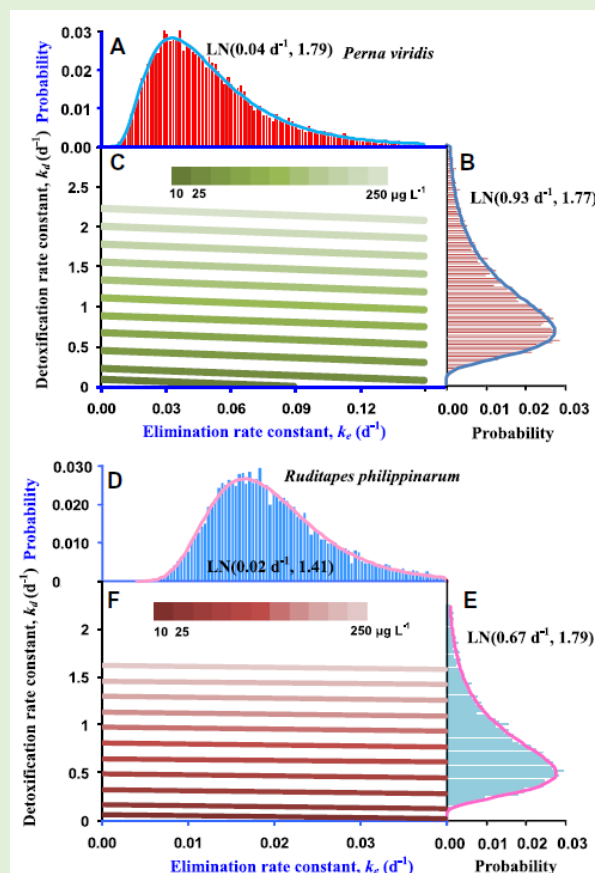 A
LN(0.04 d⁻¹, 1.79)
Perna viridis
Probability
0.03
0.02
0.01
0.00
C
10 25 250 µg L⁻¹
B
LN(0.93 d⁻¹, 1.77)
Detoxification rate constant, k_d (d⁻¹)
2.5
2
1.5
1
0.5
0
0.00 0.03 0.06 0.09 0.12 0.00 0.01 0.02 0.03
Elimination rate constant, k_e (d⁻¹) Probability
D
Ruditapes philippinarum
Probability
0.030
0.020
0.010
0
LN(0.02 d⁻¹, 1.41)
F
10 25 250 µg L⁻¹
E
LN(0.67 d⁻¹, 1.79)
Detoxification rate constant, k_d (d⁻¹)
2
1.5
1
0.5
0
0.00 0.01 0.02 0.03 0.00 0.01 0.02 0.03
Elimination rate constant, k_e (d⁻¹) Probability